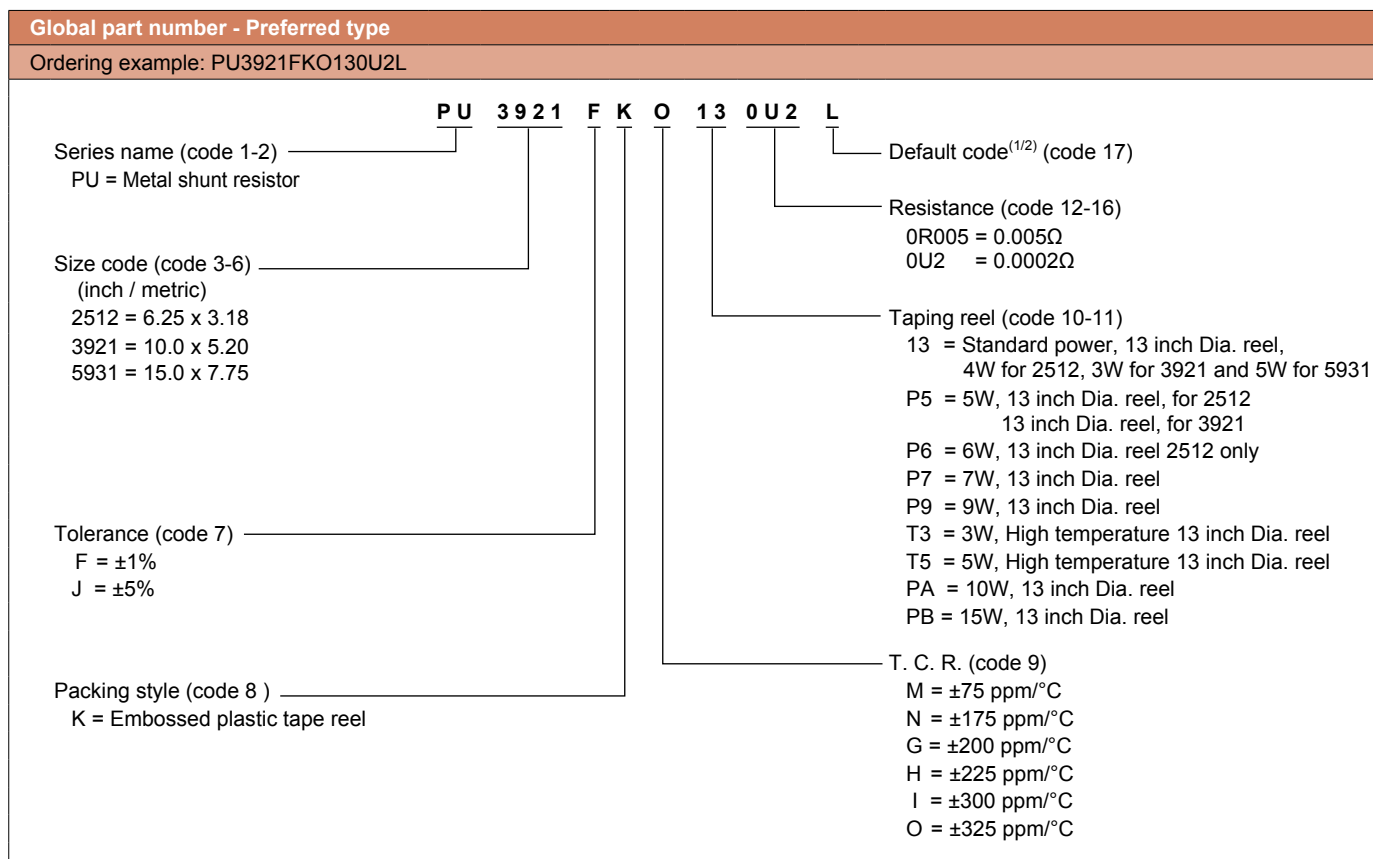 Global part number - Preferred type
Ordering example: PU3921FKO130U2L
PU 3921 F K O 13 0U2 L
Series name (code 1-2)
PU = Metal shunt resistor
Size code (code 3-6)
(inch / metric)
2512 = 6.25 x 3.18
3921 = 10.0 x 5.20
5931 = 15.0 x 7.75
Tolerance (code 7)
F = ±1%
J = ±5%
Packing style (code 8 )
K = Embossed plastic tape reel
Default code(1/2) (code 17)
Resistance (code 12-16)
0R005 = 0.005Ω
0U2 = 0.0002Ω
Taping reel (code 10-11)
13 = Standard power, 13 inch Dia. reel,
4W for 2512, 3W for 3921 and 5W for 5931
P5 = 5W, 13 inch Dia. reel, for 2512
13 inch Dia. reel, for 3921
P6 = 6W, 13 inch Dia. reel 2512 only
P7 = 7W, 13 inch Dia. reel
P9 = 9W, 13 inch Dia. reel
T3 = 3W, High temperature 13 inch Dia. reel
T5 = 5W, High temperature 13 inch Dia. reel
PA = 10W, 13 inch Dia. reel
PB = 15W, 13 inch Dia. reel
T. C. R. (code 9)
M = ±75 ppm/°C
N = ±175 ppm/°C
G = ±200 ppm/°C
H = ±225 ppm/°C
I = ±300 ppm/°C
O = ±325 ppm/°C